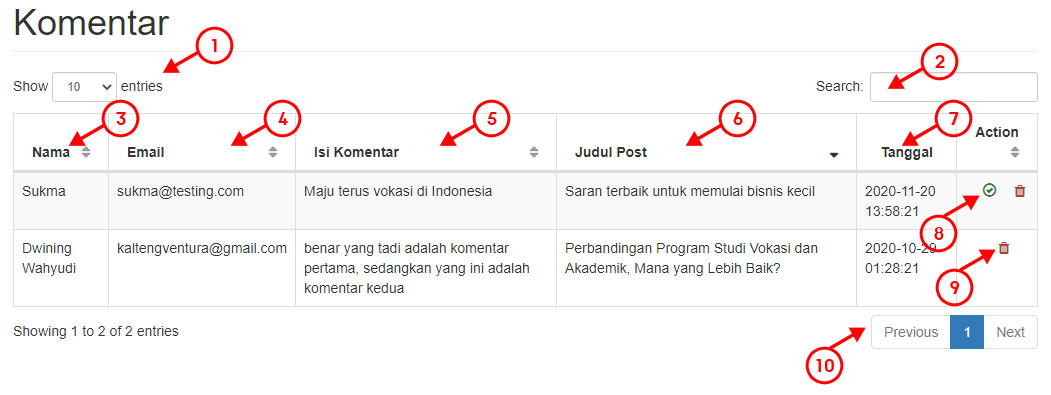 Komentar
1
Show 10 entries
2
Search:
3 4 5 6 7
Action
Nama Email Isi Komentar Judul Post Tanggal
Sukma sukma@testing.com Maju terus vokasi di Indonesia Saran terbaik untuk memulai bisnis kecil 2020-11-20
13:58:21
8
Dwining kaltengventura@gmail.com benar yang tadi adalah komentar Perbandingan Program Studi Vokasi dan 2020-10-29
Wahyudi pertama, sedangkan yang ini adalah Akademik, Mana yang Lebih Baik? 01:28:21
komentar kedua
9
Showing 1 to 2 of 2 entries Previous 1 Next
10